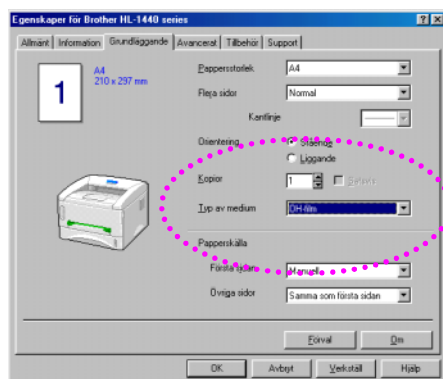 Egenskaper för Brother HL-1440 series
Allmänt Information Grundläggande Avancerat Tillbehör Support
1
A4
210 x 297 mm
Pappersstorlek A4
Flera sidor Normal
Kantlinje
Orientering Stående
Liggande
Kopior 1 Sortera
Typ av medium OH-film
Papperskälla
Första sidan Manuell
Övriga sidor Samma som första sidan
Förval Om
OK Avbryt Verkställ Hjälp